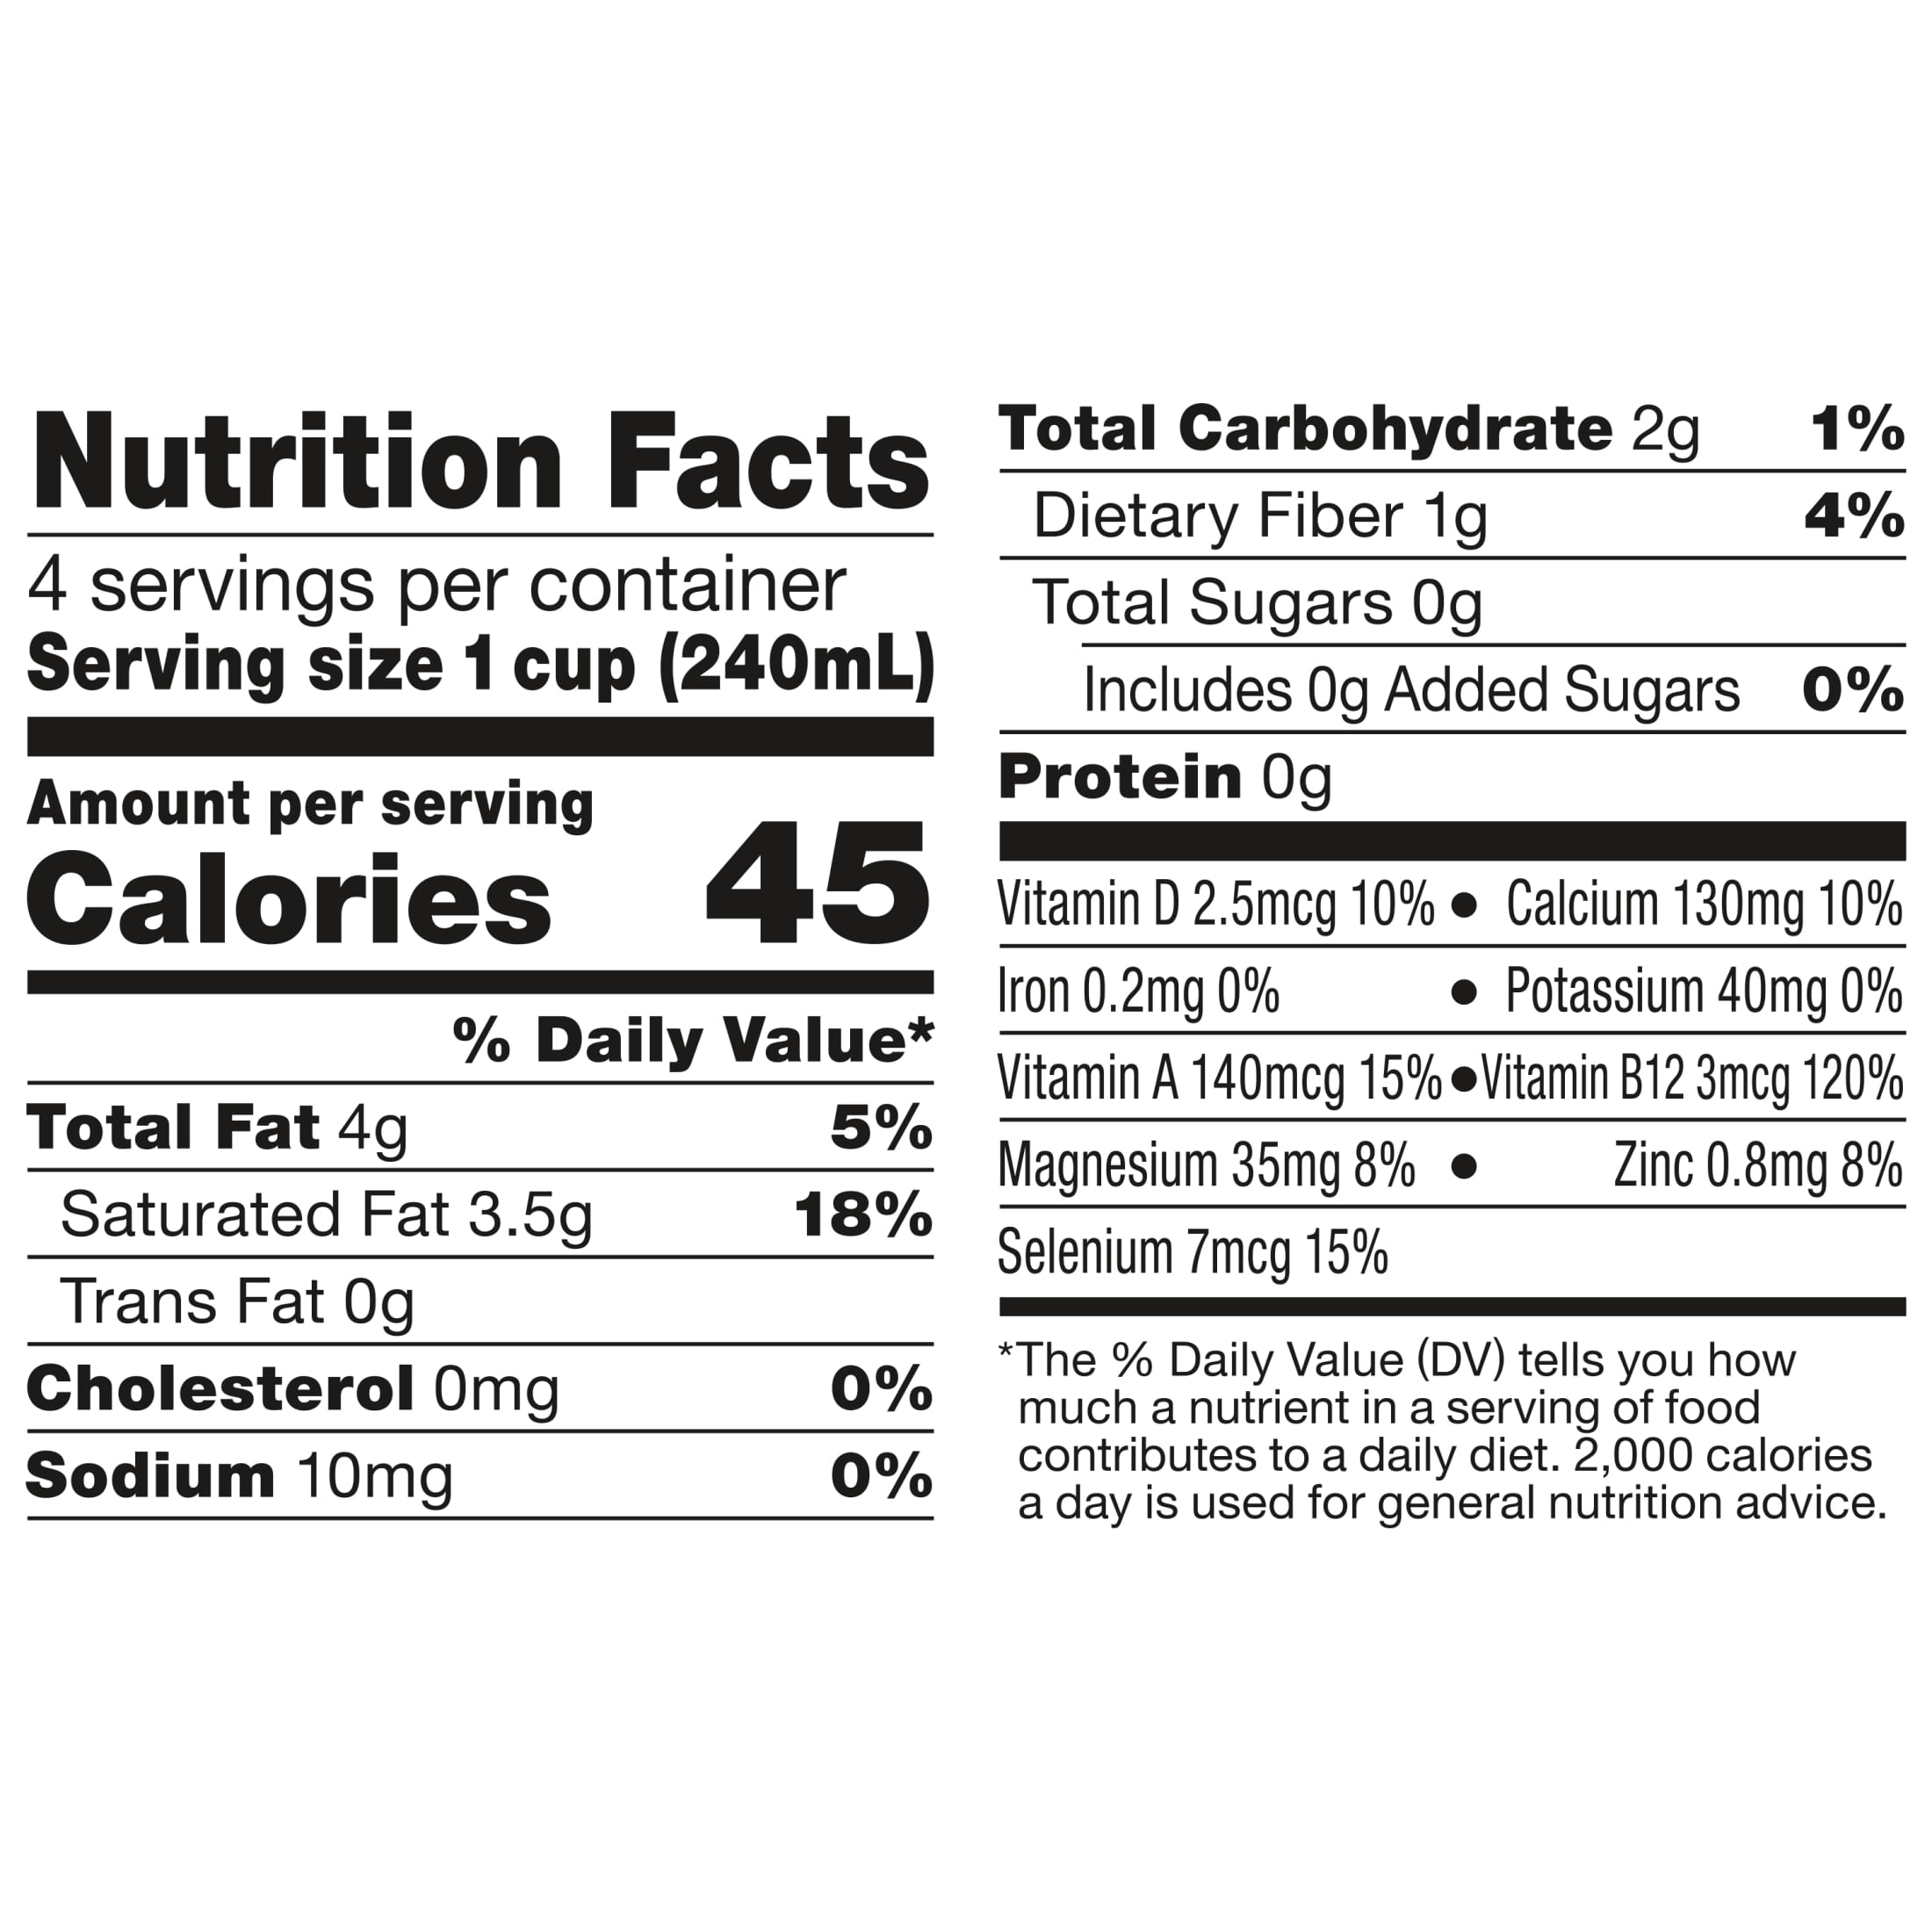 Nutrition Facts
4 servings per container
Serving size 1 cup (240mL)
Amount per serving
Calories 45
% Daily Value*
Total Fat 4g 5%
Saturated Fat 3.5g 18%
Trans Fat 0g
Cholesterol 0mg 0%
Sodium 10mg 0%
Total Carbohydrate 2g 1%
Dietary Fiber 1g 4%
Total Sugars 0g
Includes 0g Added Sugars 0%
Protein 0g
Vitamin D 2.5mcg 10% ● Calcium 130mg 10%
Iron 0.2mg 0% ● Potassium 40mg 0%
Vitamin A 140mcg 15% ● Vitamin B12 3mcg 120%
Magnesium 35mg 8% ● Zinc 0.8mg 8%
Selenium 7mcg 15%
*The % Daily Value (DV) tells you how
much a nutrient in a serving of food
contributes to a daily diet. 2,000 calories
a day is used for general nutrition advice.